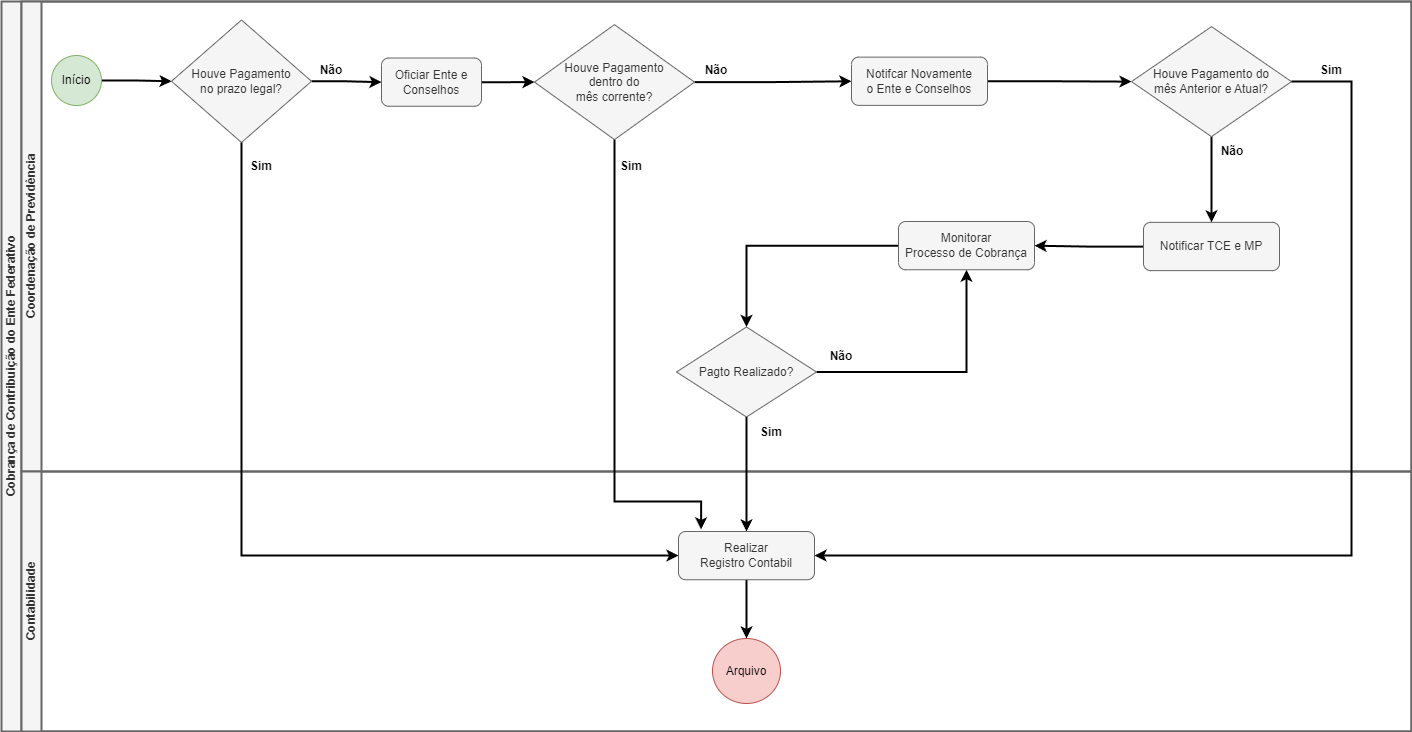 Cobrança de Contribuição do Ente Federativo
Coordenação de Previdência
Início
Houve Pagamento
no prazo legal?
Não
Oficiar Ente e
Conselhos
Houve Pagamento
dentro do
mês corrente?
Não
Notifcar Novamente
o Ente e Conselhos
Houve Pagamento do
mês Anterior e Atual?
Sim
Sim
Sim
Não
Monitorar
Processo de Cobrança
Notificar TCE e MP
Pagto Realizado?
Não
Sim
Contabilidade
Realizar
Registro Contabil
Arquivo